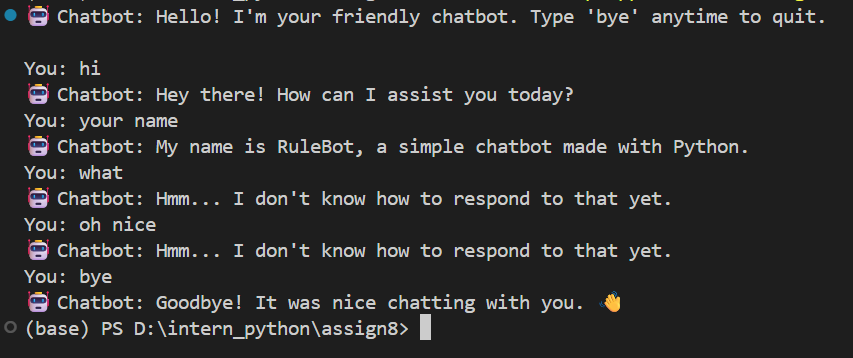 🤖 Chatbot: Hello! I'm your friendly chatbot. Type 'bye' anytime to quit.
You: hi
🤖 Chatbot: Hey there! How can I assist you today?
You: your name
🤖 Chatbot: My name is RuleBot, a simple chatbot made with Python.
You: what
🤖 Chatbot: Hmm... I don't know how to respond to that yet.
You: oh nice
🤖 Chatbot: Hmm... I don't know how to respond to that yet.
You: bye
🤖 Chatbot: Goodbye! It was nice chatting with you. 👋
(base) PS D:\intern_python\assign8>